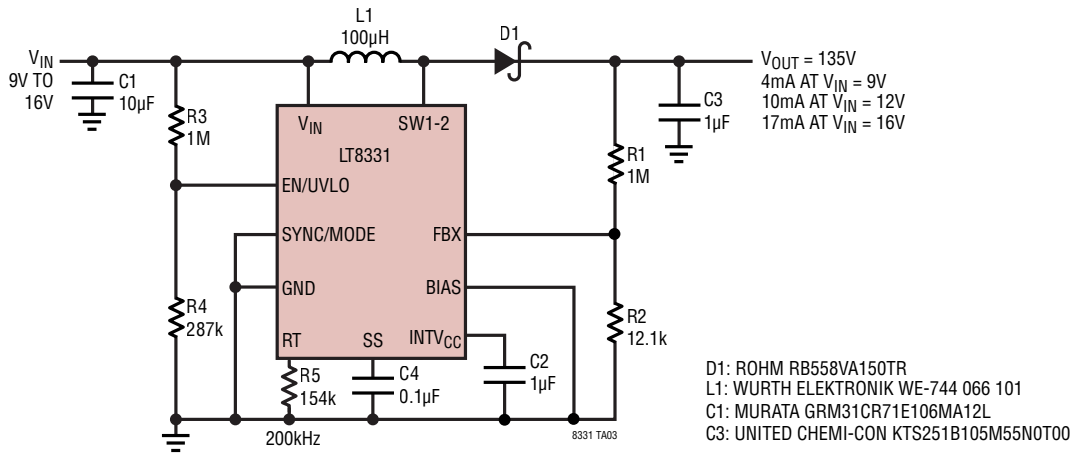 L1
100µH
D1
VIN
9V TO
16V
C1
10µF
R3
1M
VIN
SW1-2
LT8331
EN/UVLO
SYNC/MODE
FBX
GND
BIAS
RT
SS
INTVCC
R4
287k
R5
154k
C4
0.1µF
C2
1µF
R1
1M
R2
12.1k
C3
1µF
VOUT = 135V
4mA AT VIN = 9V
10mA AT VIN = 12V
17mA AT VIN = 16V
200kHz
8331 TA03
D1: ROHM RB558VA150TR
L1: WURTH ELEKTRONIK WE-744 066 101
C1: MURATA GRM31CR71E106MA12L
C3: UNITED CHEMI-CON KTS251B105M55N0T00